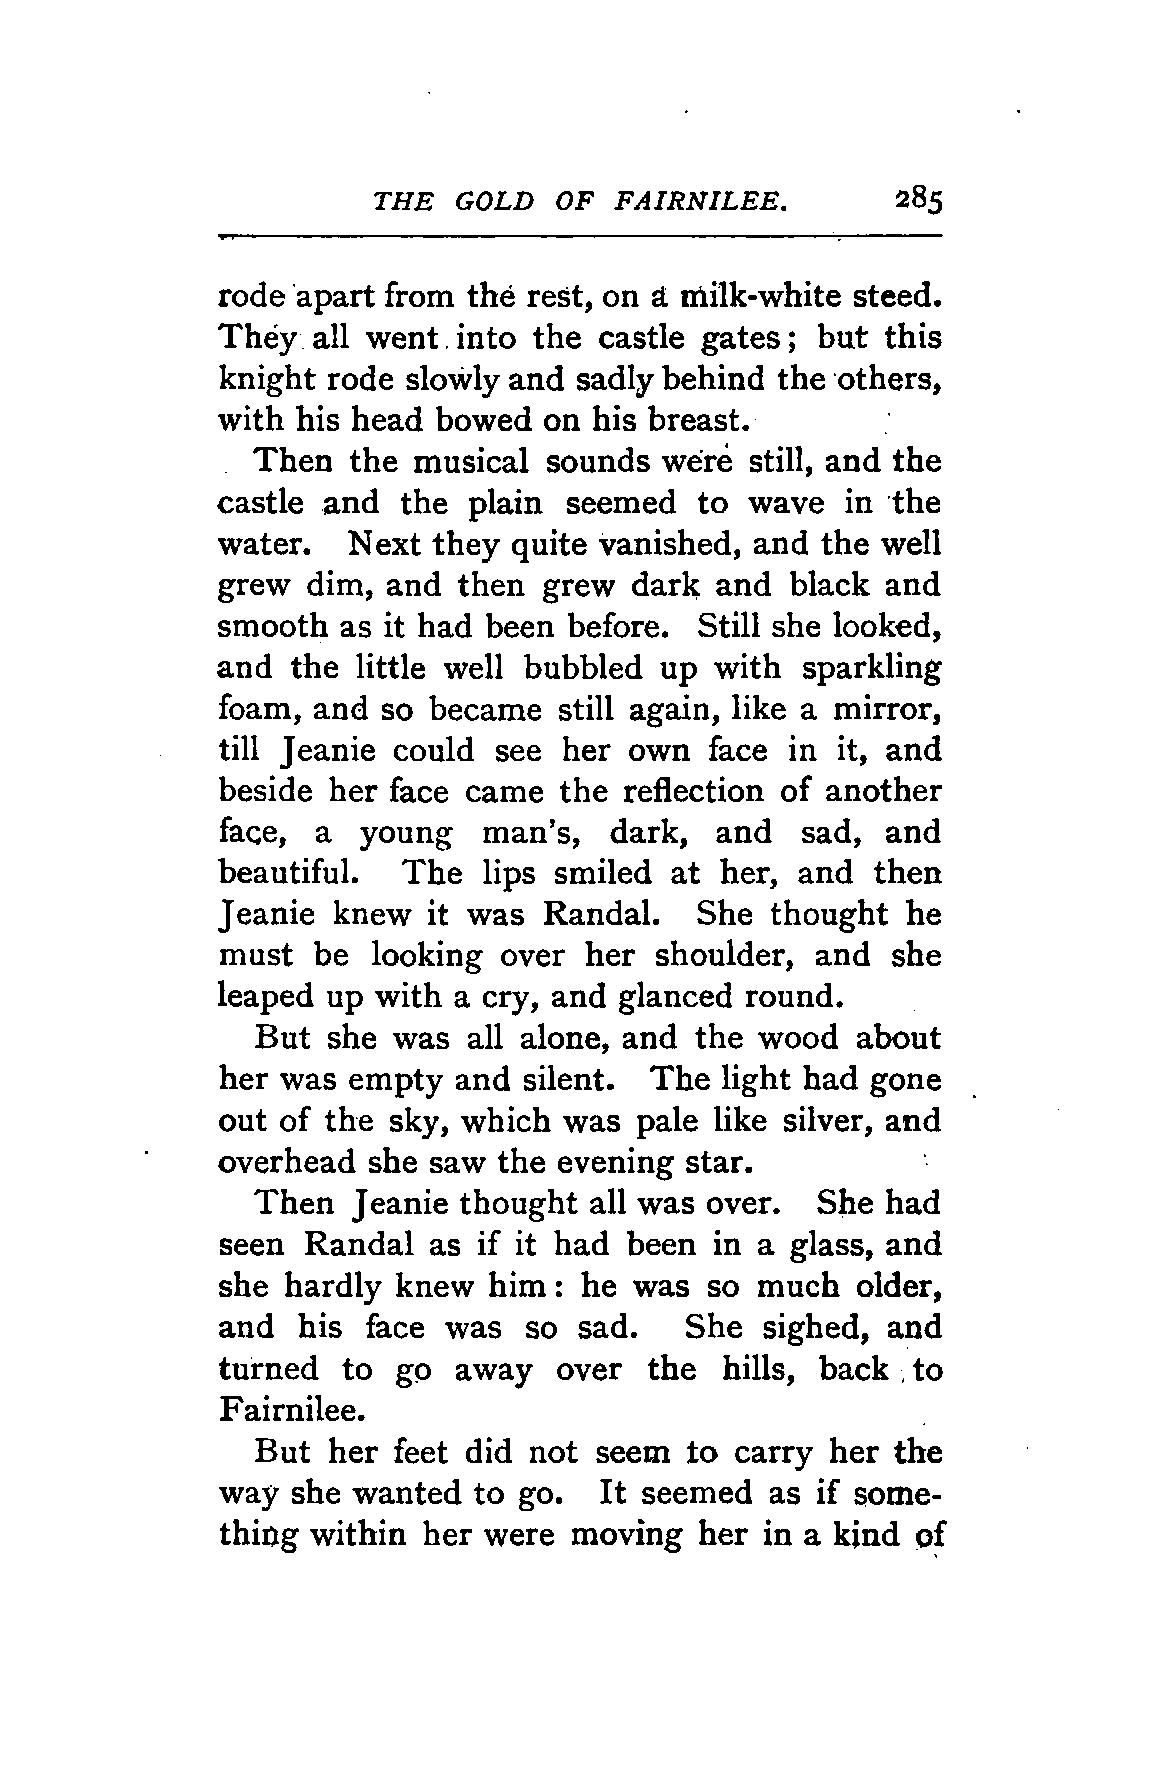 THE GOLD OF FAIRNILEE. 285
rode apart from the rest, on a milk-white steed.
They all went into the castle gates; but this
knight rode slowly and sadly behind the others,
with his head bowed on his breast.
Then the musical sounds were still, and the
castle and the plain seemed to wave in the
water. Next they quite vanished, and the well
grew dim, and then grew dark and black and
smooth as it had been before. Still she looked,
and the little well bubbled up with sparkling
foam, and so became still again, like a mirror,
till Jeanie could see her own face in it, and
beside her face came the reflection of another
face, a young man's, dark, and sad, and
beautiful. The lips smiled at her, and then
Jeanie knew it was Randal. She thought he
must be looking over her shoulder, and she
leaped up with a cry, and glanced round.
But she was all alone, and the wood about
her was empty and silent. The light had gone
out of the sky, which was pale like silver, and
overhead she saw the evening star.
Then Jeanie thought all was over. She had
seen Randal as if it had been in a glass, and
she hardly knew him: he was so much older,
and his face was so sad. She sighed, and
turned to go away over the hills, back to
Fairnilee.
But her feet did not seem to carry her the
way she wanted to go. It seemed as if some-
thing within her were moving her in a kind of